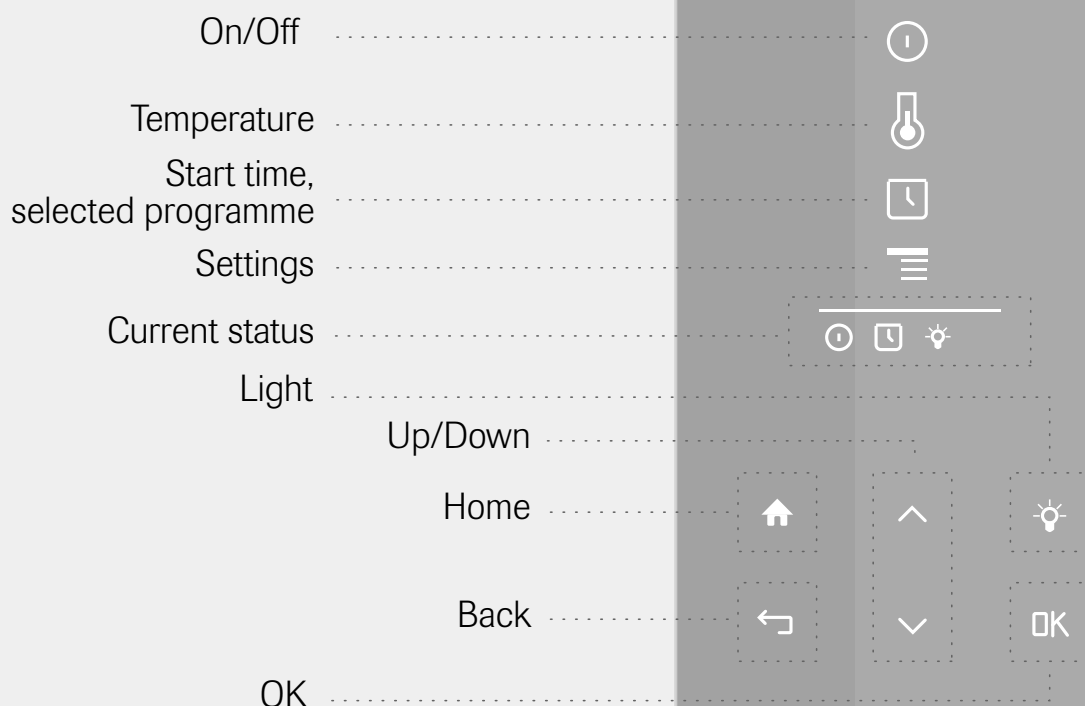 On/Off
Temperature
Start time,
selected programme
Settings
Current status
Light
Up/Down
Home
Back
OK
OK